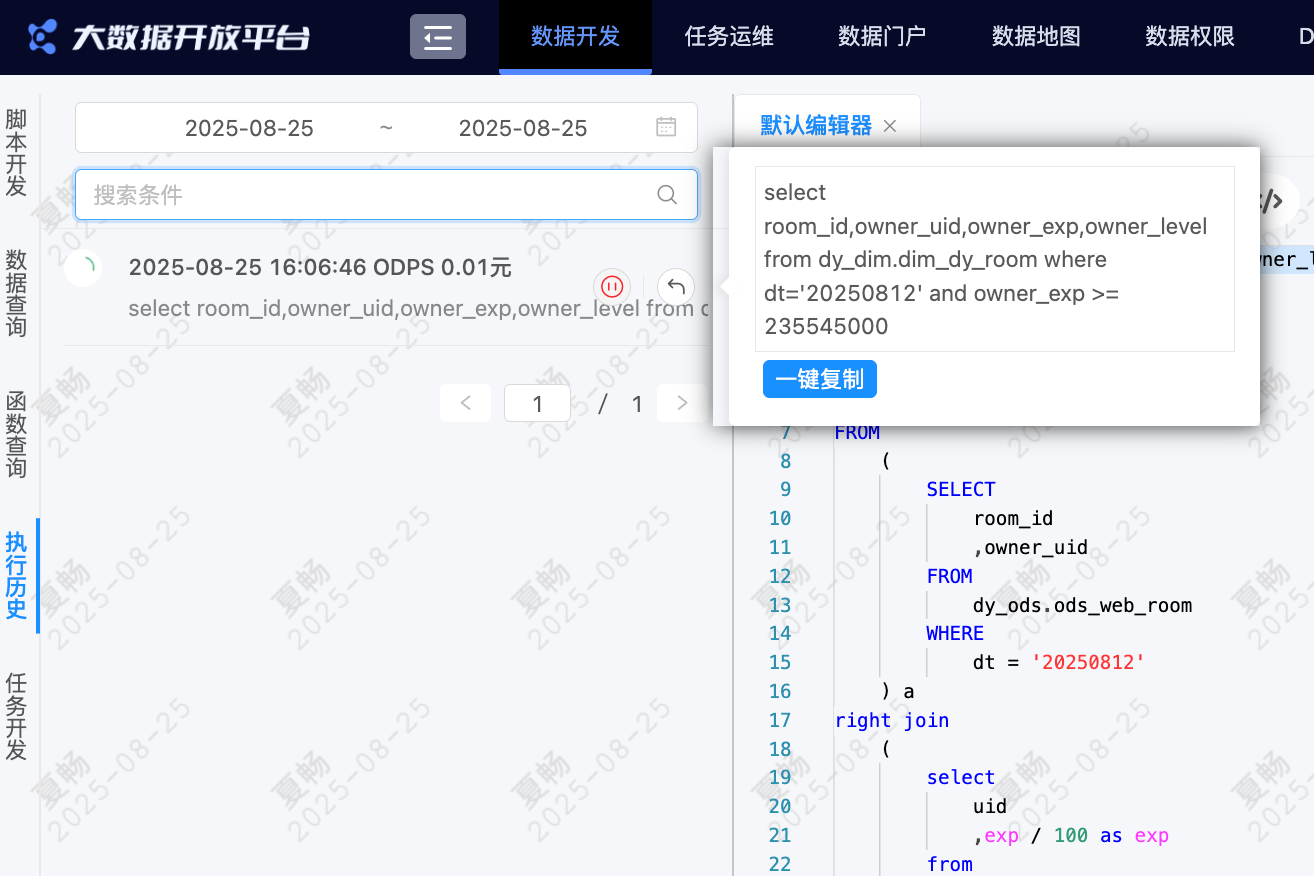 大数据开放平台
数据开发
任务运维
数据门户
数据地图
数据权限
D
脚本开发
数据查询
函数查询
执行历史
任务开发
2025-08-25 ~ 2025-08-25
搜索条件
2025-08-25 16:06:46 ODPS 0.01元
select room_id,owner_uid,owner_exp,owner_level from d
1 / 1
默认编辑器
select
room_id,owner_uid,owner_exp,owner_level
from dy_dim.dim_dy_room where
dt='20250812' and owner_exp >=
235545000
一键复制
7 FROM
8 (
9 SELECT
10 room_id
11 ,owner_uid
12 FROM
13 dy_ods.ods_web_room
14 WHERE
15 dt = '20250812'
16 ) a
17 right join
18 (
19 select
20 uid
21 ,exp / 100 as exp
22 from
夏畅
2025-08-25